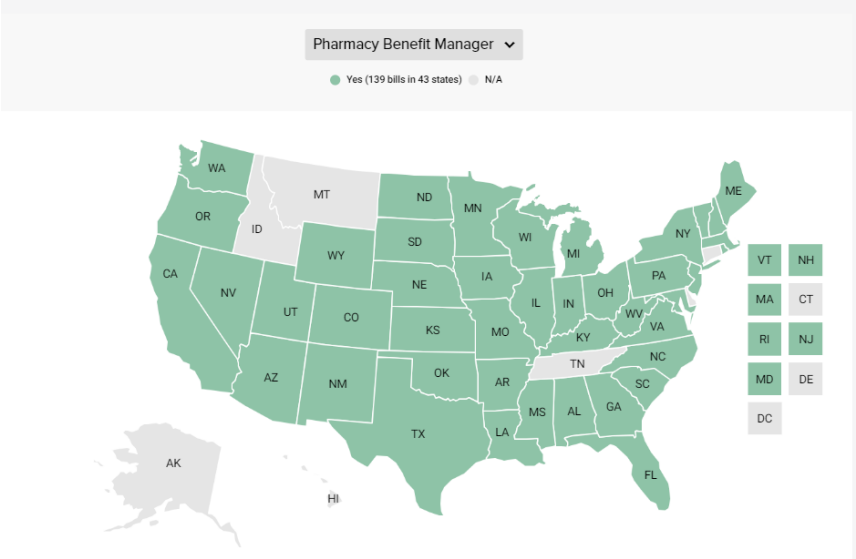 Pharmacy Benefit Manager
Yes (139 bills in 43 states) N/A
WA
MT
ND
ME
MN
OR
ID
NY
WI
SD
MI
WY
VT NH
CA
PA
IA
NE
NV
OH
MA CT
IL IN
UT
WV
CO
VA
KS
MO
KY
RI NJ
NC
TN
OK
AZ
MD DE
NM
AR
SC
GA
MS AL
DC
TX
LA
AK
FL
HI